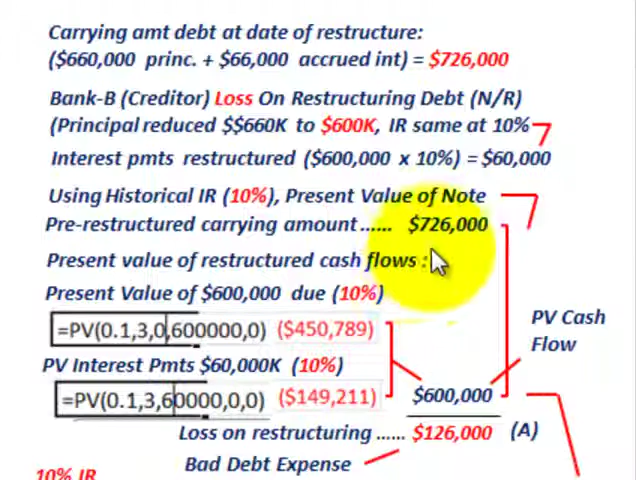 Carrying amt debt at date of restructure:
($660,000 princ. + $66,000 accrued int) = $726,000
Bank-B (Creditor) Loss On Restructuring Debt (N/R)
(Principal reduced $$660K to $600K, IR same at 10%
Interest pmts restructured ($600,000 x 10%) = $60,000
Using Historical IR (10%), Present Value of Note
Pre-restructured carrying amount ...... $726,000
Present value of restructured cash flows :
Present Value of $600,000 due (10%)
=PV(0.1,3,0,600000,0) ($450,789)
PV Cash
Flow
PV Interest Pmts $60,000K (10%)
=PV(0.1,3,60000,0,0) ($149,211) $600,000
Loss on restructuring ...... $126,000 (A)
Bad Debt Expense
10% IR